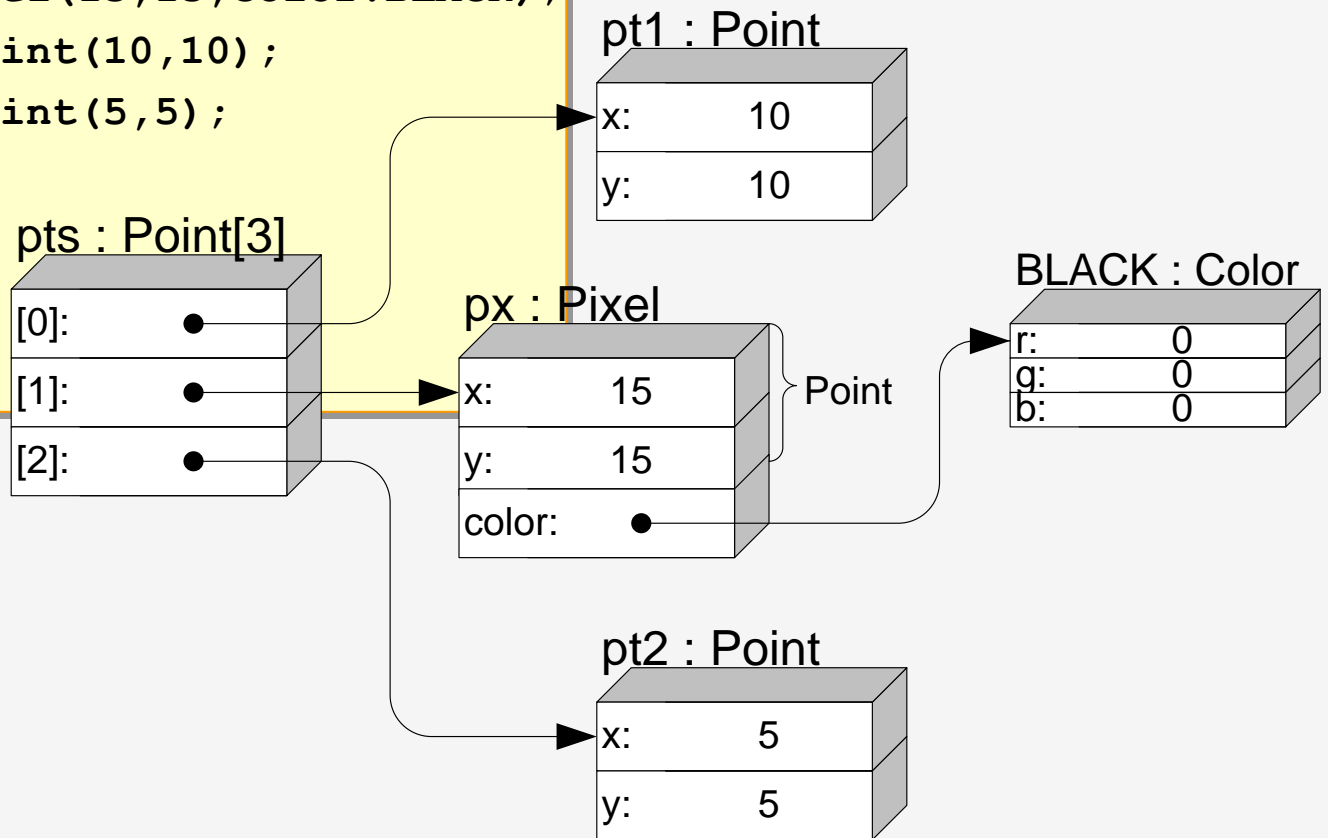 int(10,10);
int(5,5);
pt1 : Point
x: 10
y: 10
pts : Point[3]
[0]:
[1]:
[2]:
px : Pixel
x: 15
y: 15
color:
Point
BLACK : Color
r: 0
g: 0
b: 0
pt2 : Point
x: 5
y: 5